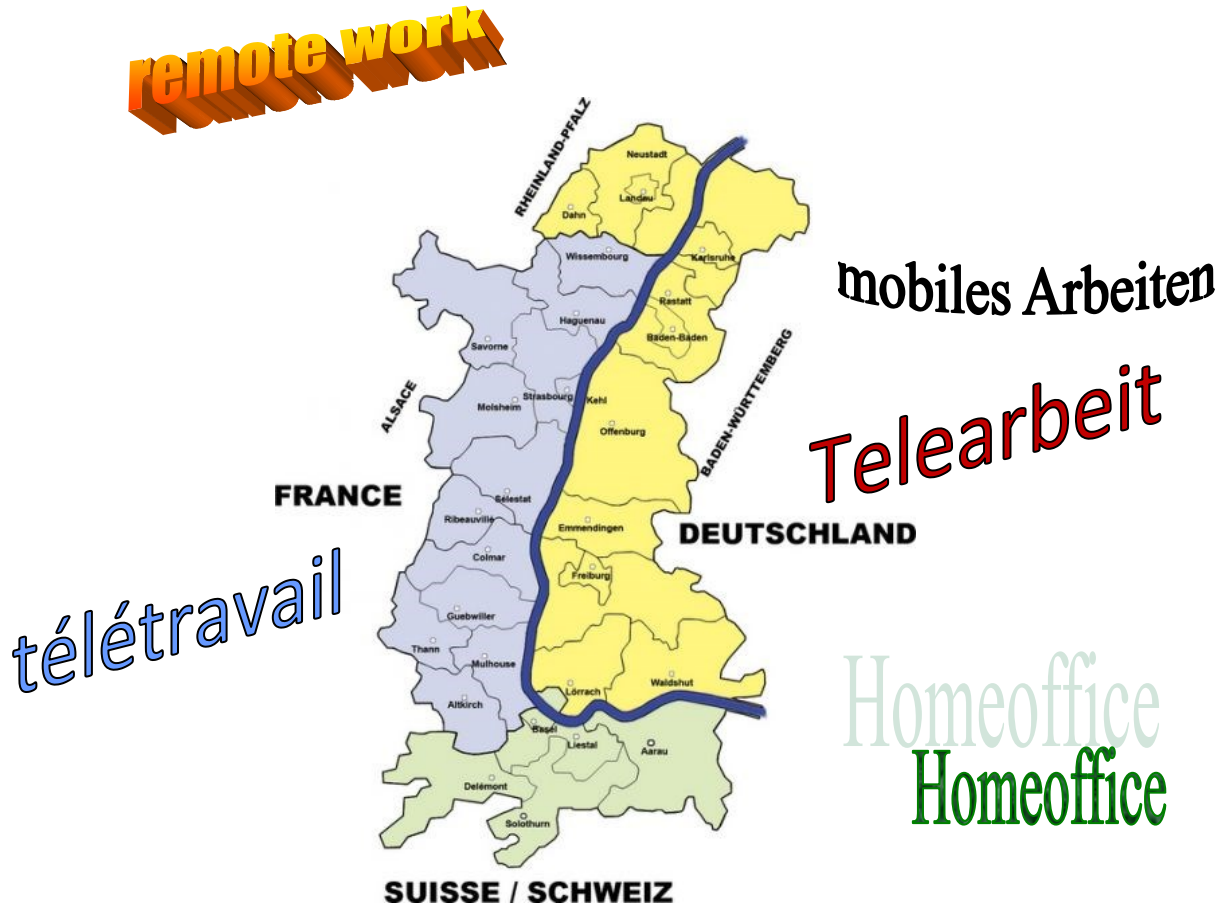 remote work
RHEINLAND-PFALZ
Neustadt
Landau
Dahn
Wissembourg
Karlsruhe
mobiles Arbeiten
Rastatt
Haguenau
Baden-Baden
Savorne
BADEN-WÜRTTEMBERG
ALSACE
Strasbourg
Kehl
Molsheim
Telearbeit
Offenburg
FRANCE
Sélestat
Ribeauvillé
Emmendingen
DEUTSCHLAND
Colmar
Freiburg
télétravail
Guebwiller
Thann
Mulhouse
Waldshut
Lörrach
Altkirch
Homeoffice
Homeoffice
Basel
Liestal
Aarau
Delémont
Solothurn
SUISSE / SCHWEIZ